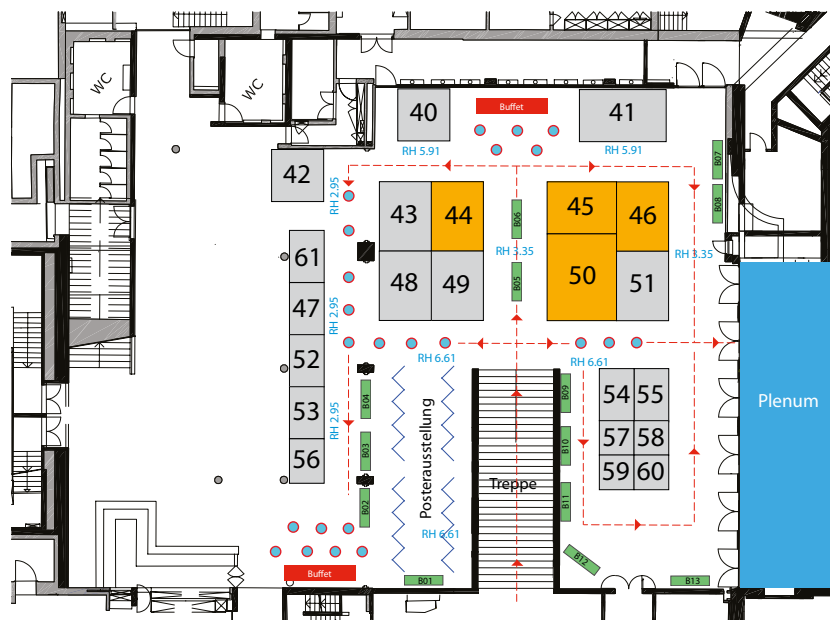 WC
WC
40
Buffet
41
RH 5.91
RH 5.91
B07
42
RH 2.95
43
44
B06
45
46
B08
61
RH 3.35
RH 3.35
48
49
B05
50
51
47
RH 2.95
52
RH 6.61
RH 6.61
Plenum
53
RH 2.95
B04
Posterausstellung
B09
54
55
B03
B10
57
58
56
59
60
B02
Treppe
B11
RH 6.61
B12
Buffet
B01
B13